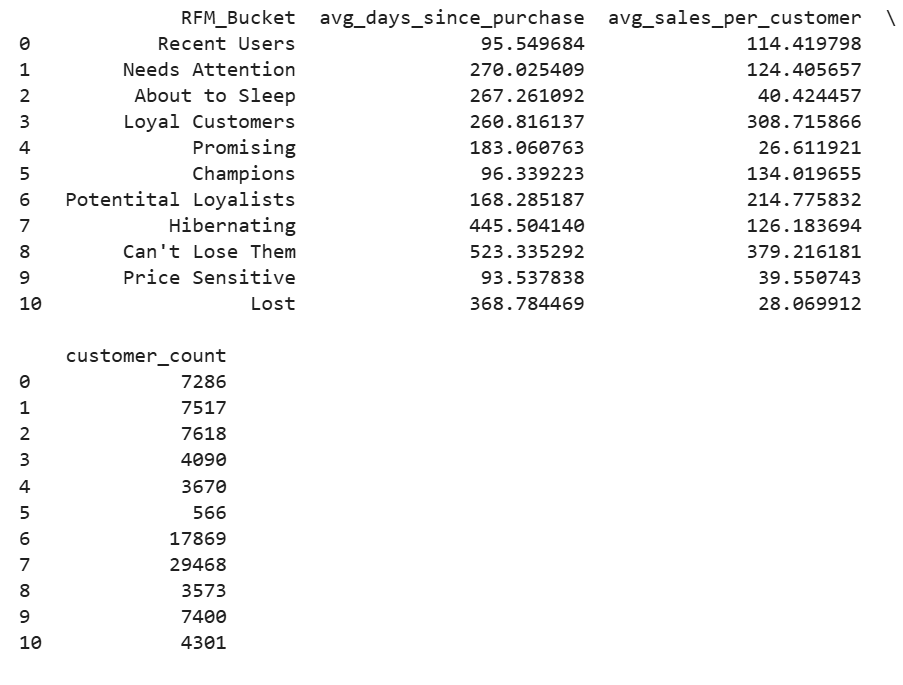 RFM_Bucket avg_days_since_purchase avg_sales_per_customer \
0 Recent Users 95.549684 114.419798
1 Needs Attention 270.025409 124.405657
2 About to Sleep 267.261092 40.424457
3 Loyal Customers 260.816137 308.715866
4 Promising 183.060763 26.611921
5 Champions 96.339223 134.019655
6 Potentital Loyalists 168.285187 214.775832
7 Hibernating 445.504140 126.183694
8 Can't Lose Them 523.335292 379.216181
9 Price Sensitive 93.537838 39.550743
10 Lost 368.784469 28.069912
customer_count
0 7286
1 7517
2 7618
3 4090
4 3670
5 566
6 17869
7 29468
8 3573
9 7400
10 4301